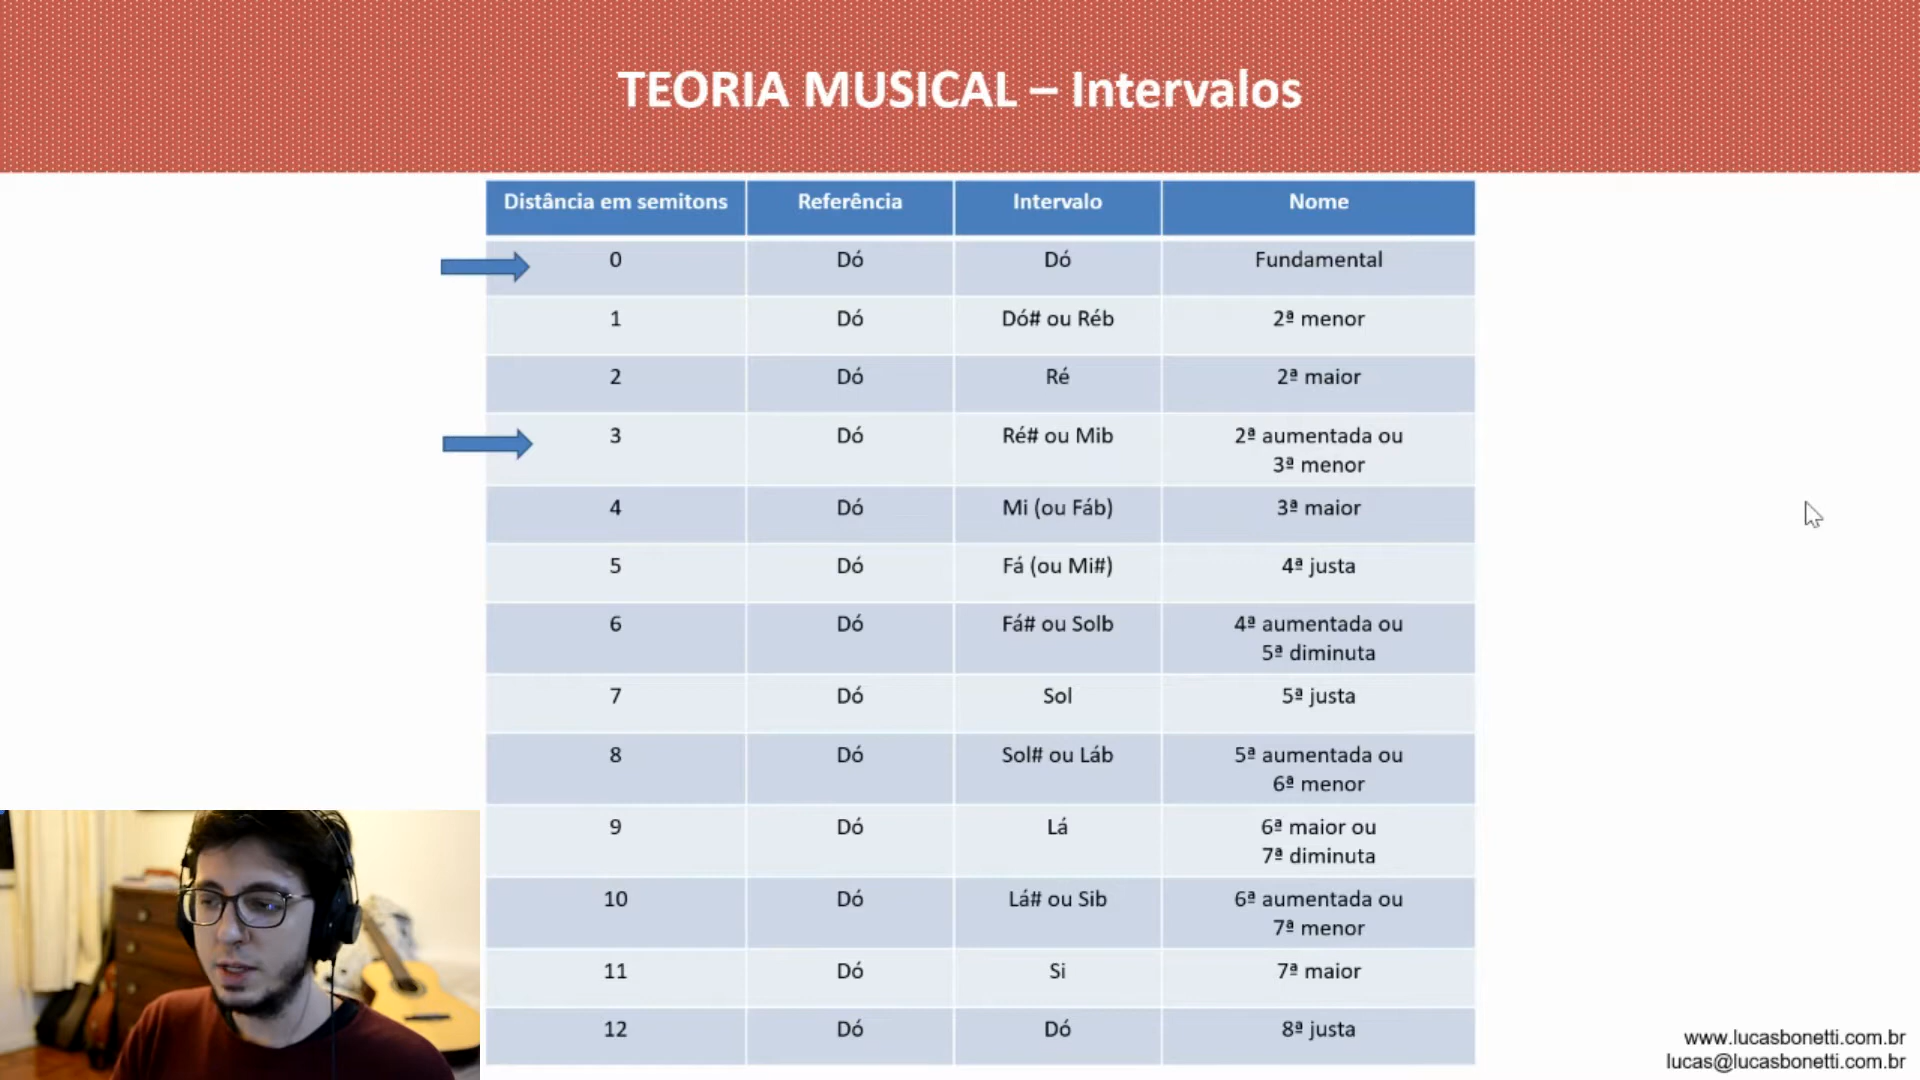 TEORIA MUSICAL – Intervalos
Distância em semitons Referência Intervalo Nome
0 Dó Dó Fundamental
1 Dó Dó# ou Réb 2ª menor
2 Dó Ré 2ª maior
3 Dó Ré# ou Mib 2ª aumentada ou
3ª menor
4 Dó Mi (ou Fáb) 3ª maior
5 Dó Fá (ou Mi#) 4ª justa
6 Dó Fá# ou Solb 4ª aumentada ou
5ª diminuta
7 Dó Sol 5ª justa
8 Dó Sol# ou Láb 5ª aumentada ou
6ª menor
9 Dó Lá 6ª maior ou
7ª diminuta
10 Dó Lá# ou Sib 6ª aumentada ou
7ª menor
11 Dó Si 7ª maior
12 Dó Dó 8ª justa
www.lucasbonetti.com.br
lucas@lucasbonetti.com.br